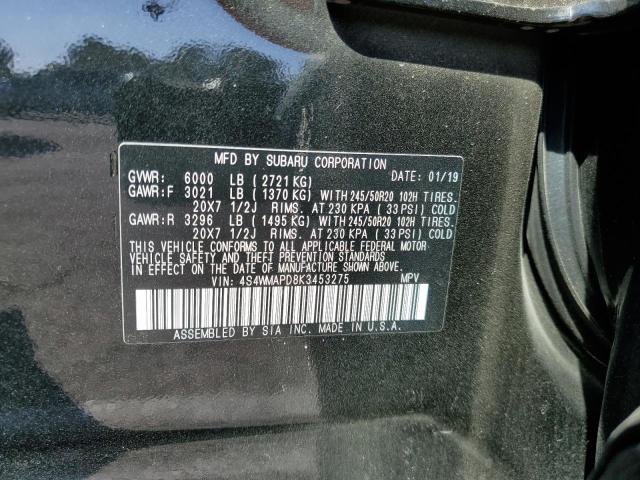 MFD BY SUBARU CORPORATION DATE: 01/19
GVWR: 6000 LB (2721 KG)
GAWR:F 3021 LB (1370 KG) WITH 245/50R20 102H TIRES.
20X7 1/2J RIMS. AT 230 KPA (33 PSI) COLD
GAWR:R 3296 LB (1495 KG) WITH 245/50R20 102H TIRES.
20X7 1/2J RIMS. AT 230 KPA (33 PSI) COLD
THIS VEHICLE CONFORMS TO ALL APPLICABLE FEDERAL MOTOR
VEHICLE SAFETY AND THEFT PREVENTION STANDARDS
IN EFFECT ON THE DATE OF MANUFACTURE SHOWN ABOVE.
VIN: 4S4WMAPD8K3453275 MPV
ASSEMBLED BY SIA INC. MADE IN U.S.A.